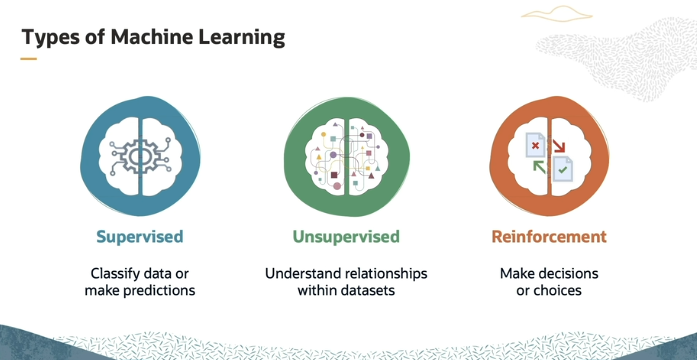 Types of Machine Learning
Supervised
Unsupervised
Reinforcement
Classify data or
make predictions
Understand relationships
within datasets
Make decisions
or choices